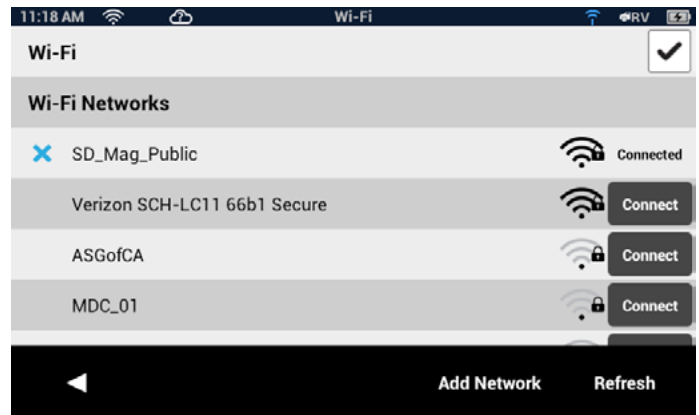 11:18 AM Wi-Fi RV
Wi-Fi
Wi-Fi Networks
SD_Mag_Public Connected
Verizon SCH-LC11 66b1 Secure Connect
ASGofCA Connect
MDC_01 Connect
Add Network Refresh